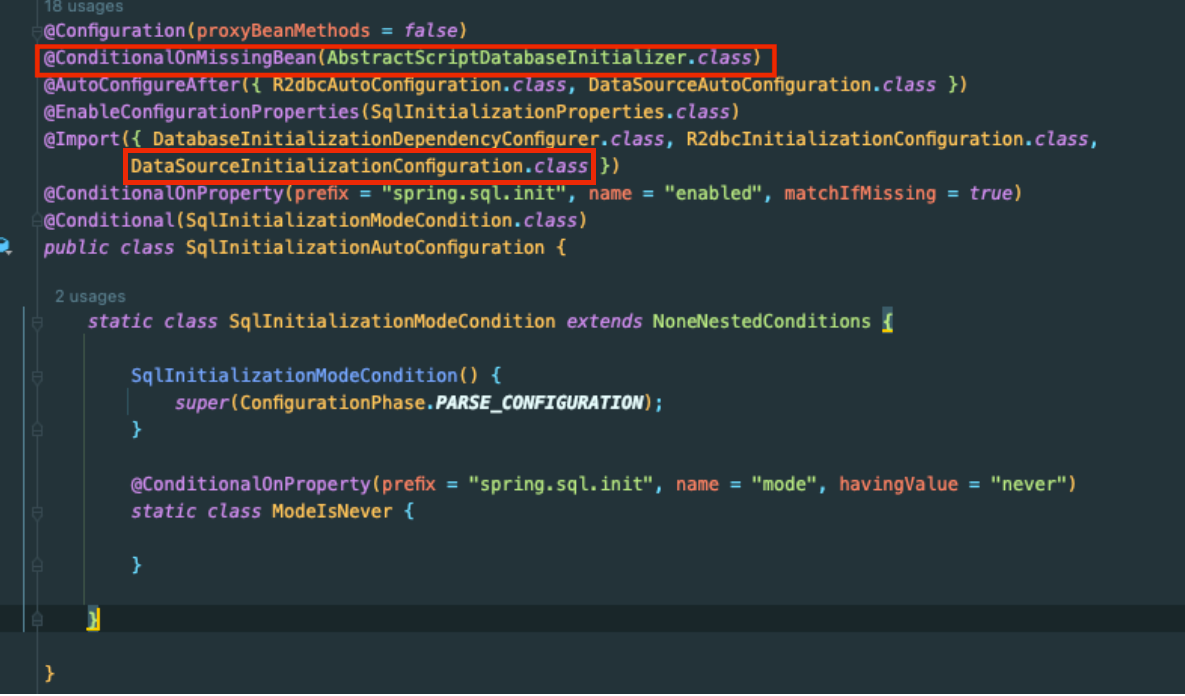 18 usages
@Configuration(proxyBeanMethods = false)
@ConditionalOnMissingBean(AbstractScriptDatabaseInitializer.class)
@AutoConfigureAfter({ R2dbcAutoConfiguration.class, DataSourceAutoConfiguration.class })
@EnableConfigurationProperties(SqlInitializationProperties.class)
@Import({ DatabaseInitializationDependencyConfigurer.class, R2dbcInitializationConfiguration.class,
DataSourceInitializationConfiguration.class })
@ConditionalOnProperty(prefix = "spring.sql.init", name = "enabled", matchIfMissing = true)
@Conditional(SqlInitializationModeCondition.class)
public class SqlInitializationAutoConfiguration {
2 usages
static class SqlInitializationModeCondition extends NoneNestedConditions {
SqlInitializationModeCondition() {
super(ConfigurationPhase.PARSE_CONFIGURATION);
}
@ConditionalOnProperty(prefix = "spring.sql.init", name = "mode", havingValue = "never")
static class ModeIsNever {
}
}
}